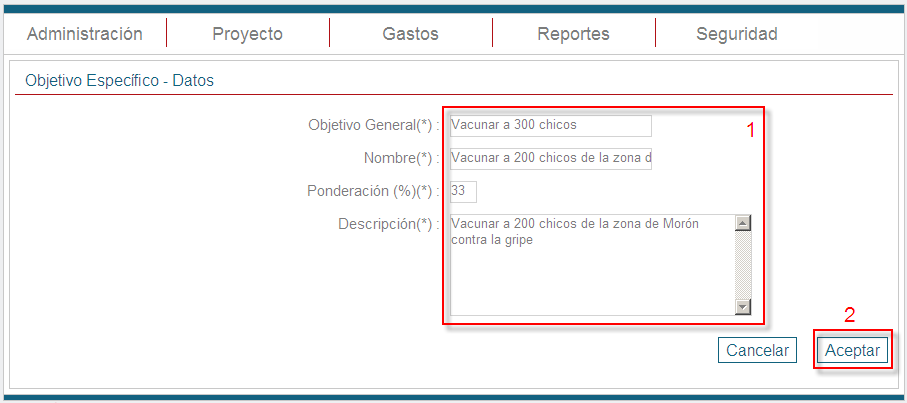 Administración Proyecto Gastos Reportes Seguridad
Objetivo Específico - Datos
Objetivo General(*) : Vacunar a 300 chicos 1
Nombre(*) : Vacunar a 200 chicos de la zona d
Ponderación (%)(*) : 33
Descripción(*) : Vacunar a 200 chicos de la zona de Morón
contra la gripe
2
Cancelar Aceptar